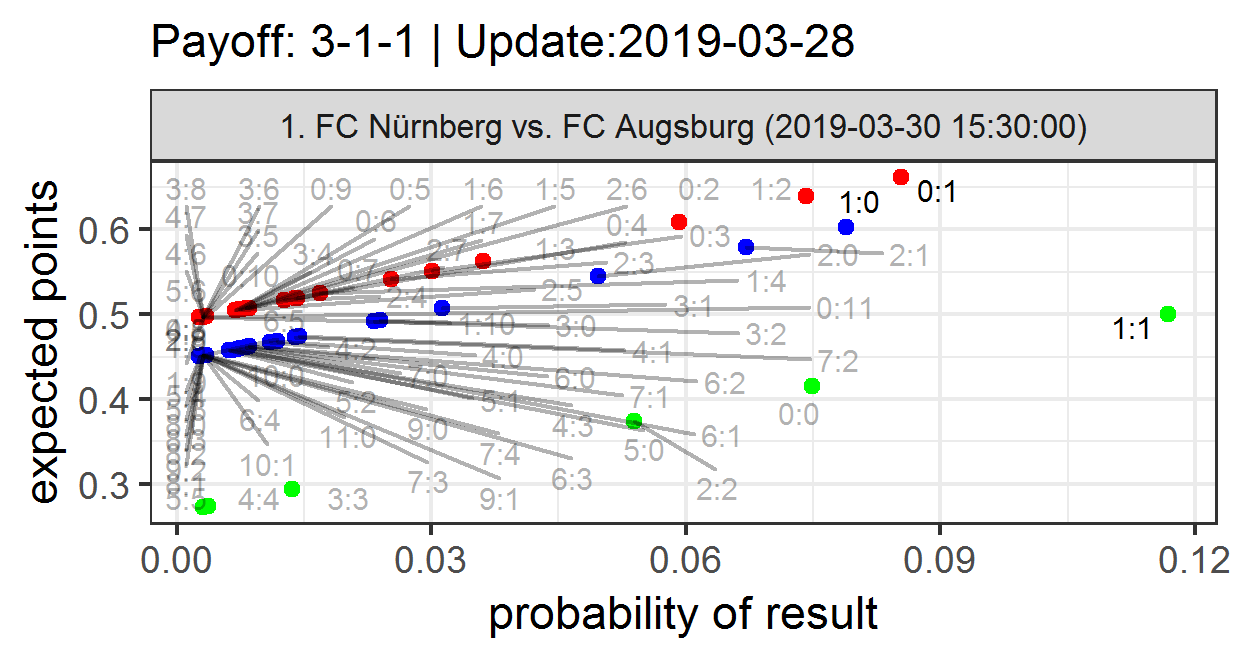 Payoff: 3-1-1 | Update:2019-03-28
1. FC Nürnberg vs. FC Augsburg (2019-03-30 15:30:00)
3:8 3:6 0:9 0:5 1:6 1:5 2:6 0:2 1:2 0:1
1:0
4:7 3:7 0:6 1:7 0:4
3:5 0:3
4:6 3:4 2:7 1:3 2:0 2:1
0:10 0:7 2:3 1:4
5:6 2:4 2:5 3:1 0:11
6:5 1:10 3:0 3:2 1:1
4:2 4:0 4:1 7:2
10:0 7:0 6:0 6:2
5:2 5:1 7:1 0:0
6:4 11:0 9:0 4:3 6:1
7:4 5:0
10:1 7:3 6:3 2:2
5:5 4:4 3:3 9:1
0.6
0.5
0.4
0.3
expected points
0.00 0.03 0.06 0.09 0.12
probability of result